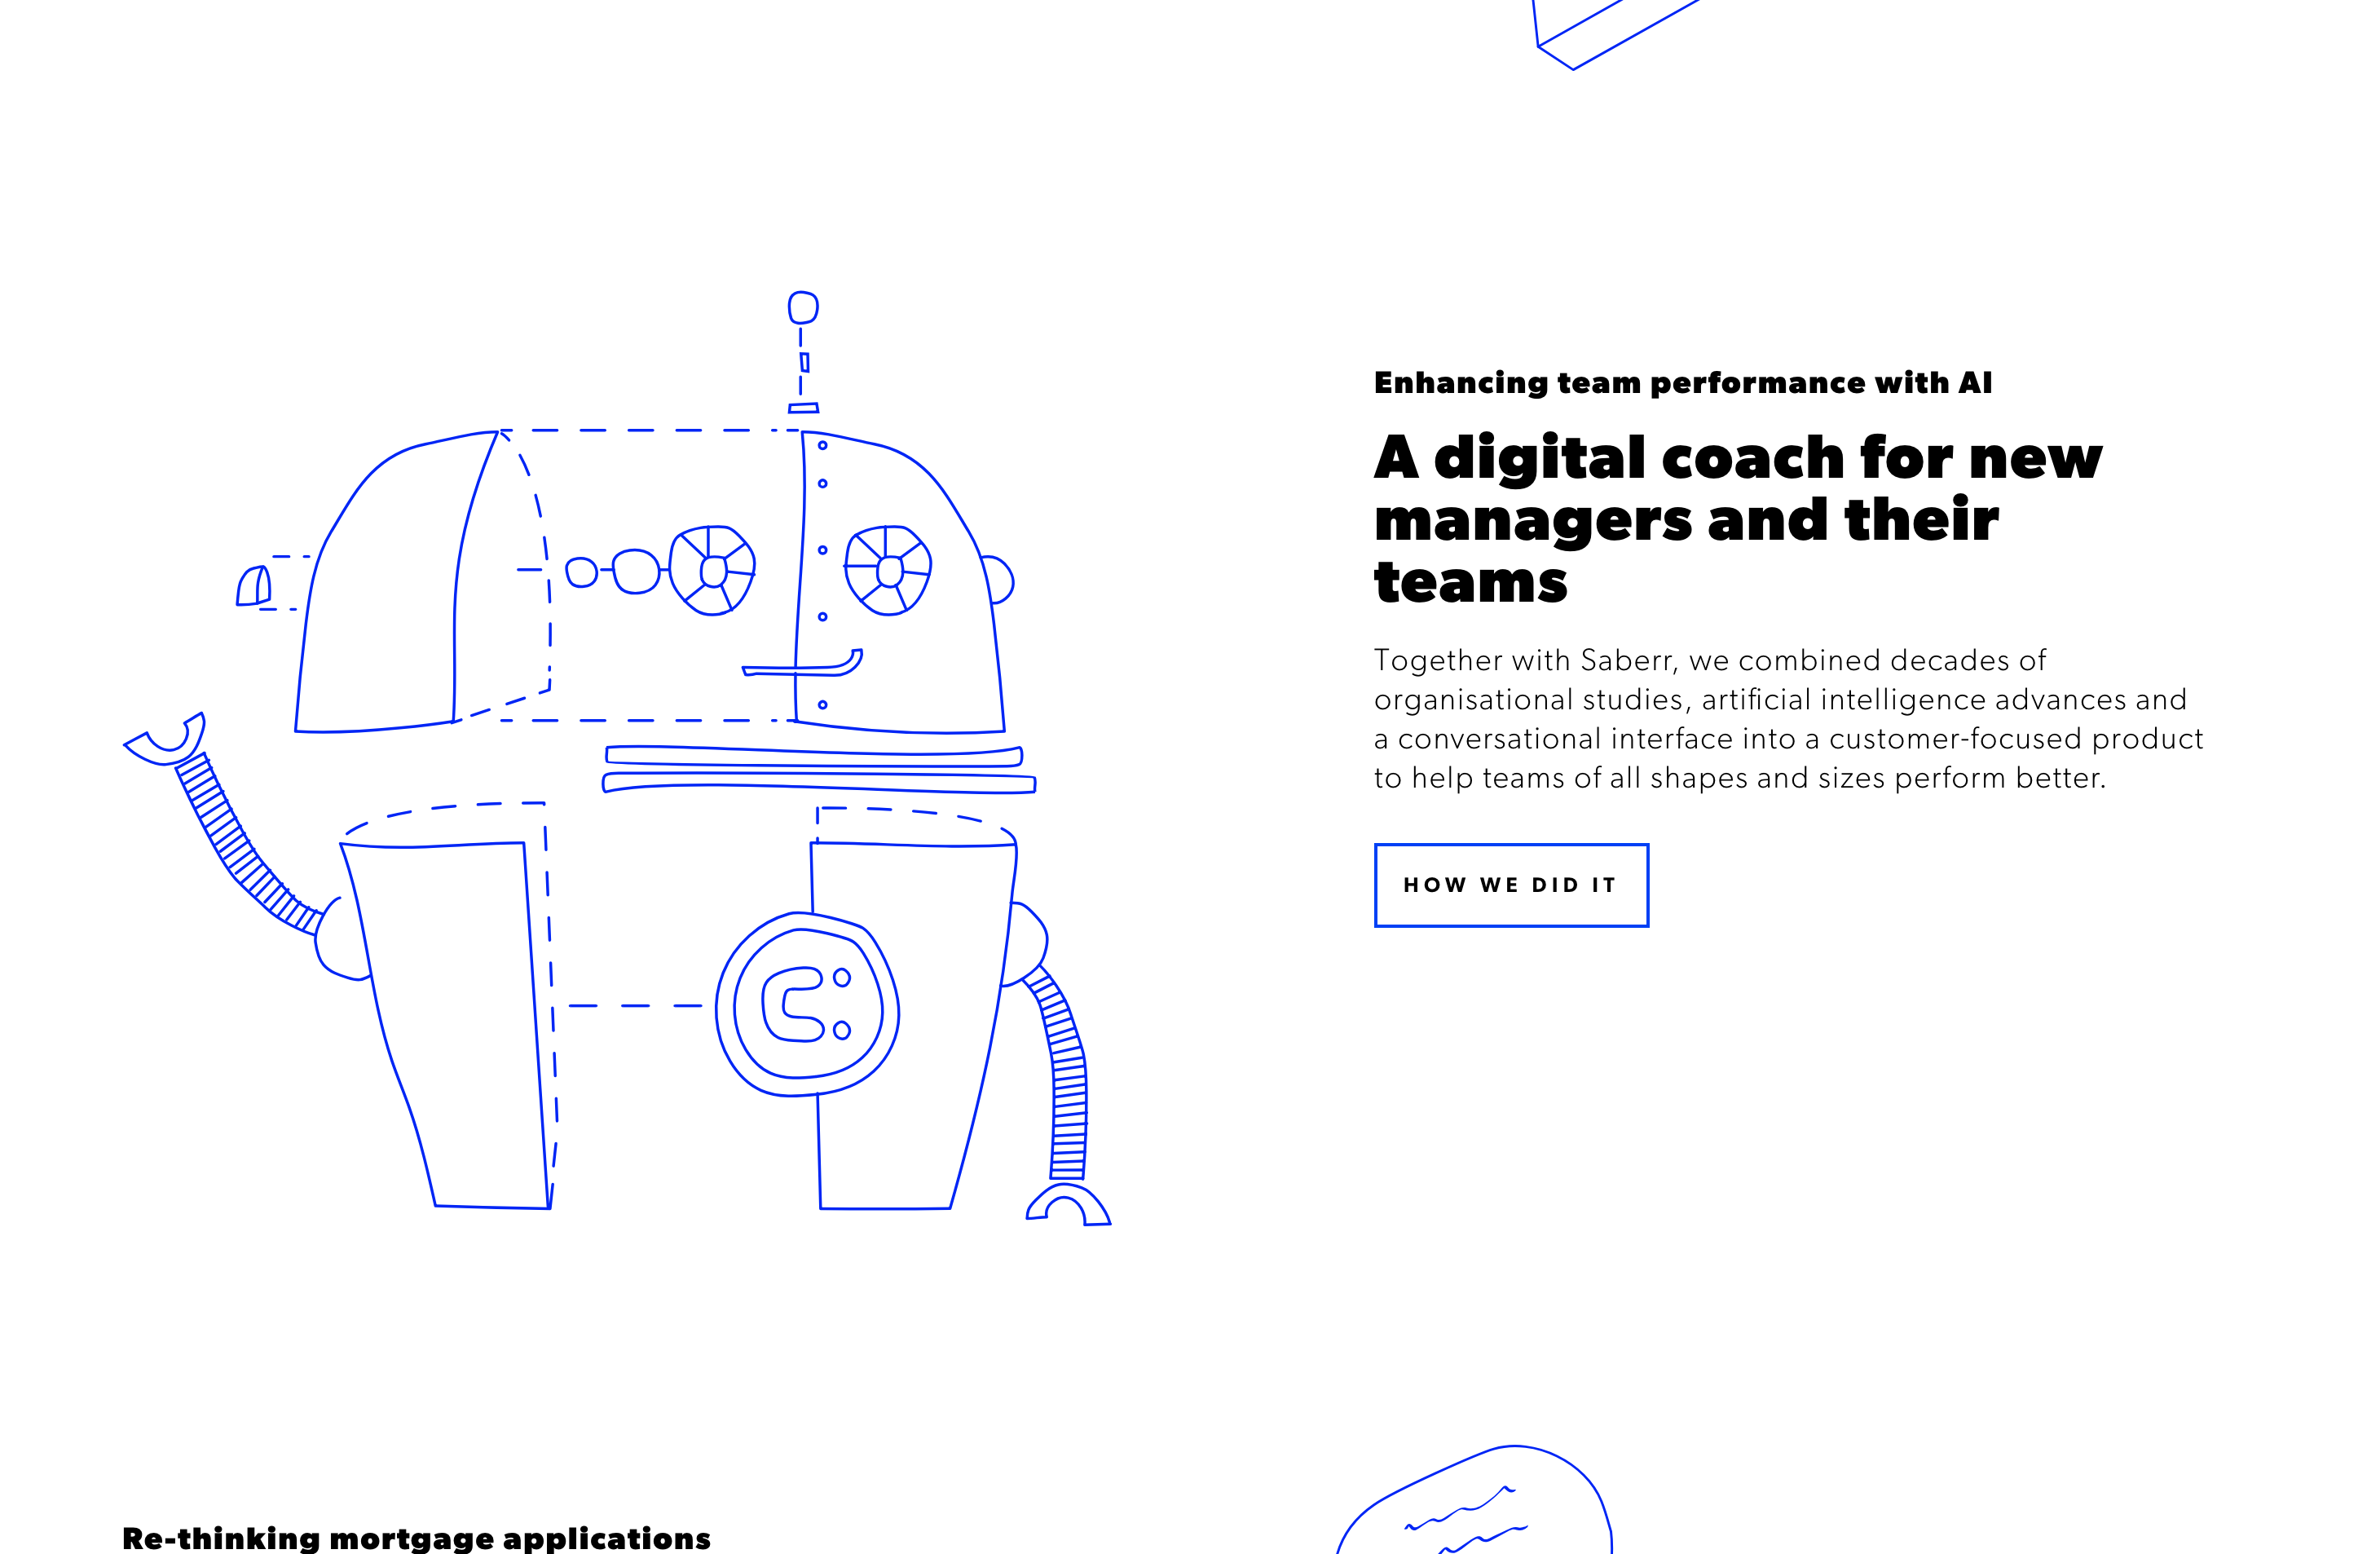 Enhancing team performance with AI
A digital coach for new
managers and their
teams
Together with Saberr, we combined decades of
organisational studies, artificial intelligence advances and
a conversational interface into a customer-focused product
to help teams of all shapes and sizes perform better.
HOW WE DID IT
Re-thinking mortgage applications